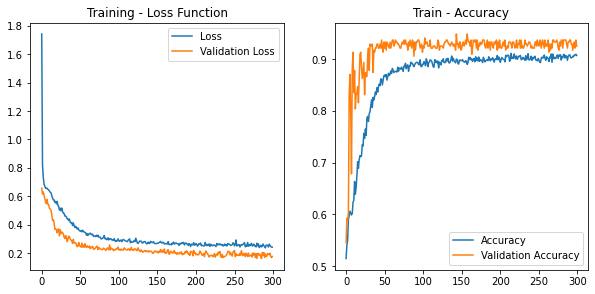 Training - Loss Function
1.8
1.6
1.4
1.2
1.0
0.8
0.6
0.4
0.2
0 50 100 150 200 250 300
Loss
Validation Loss
Train - Accuracy
0.9
0.8
0.7
0.6
0.5
0 50 100 150 200 250 300
Accuracy
Validation Accuracy